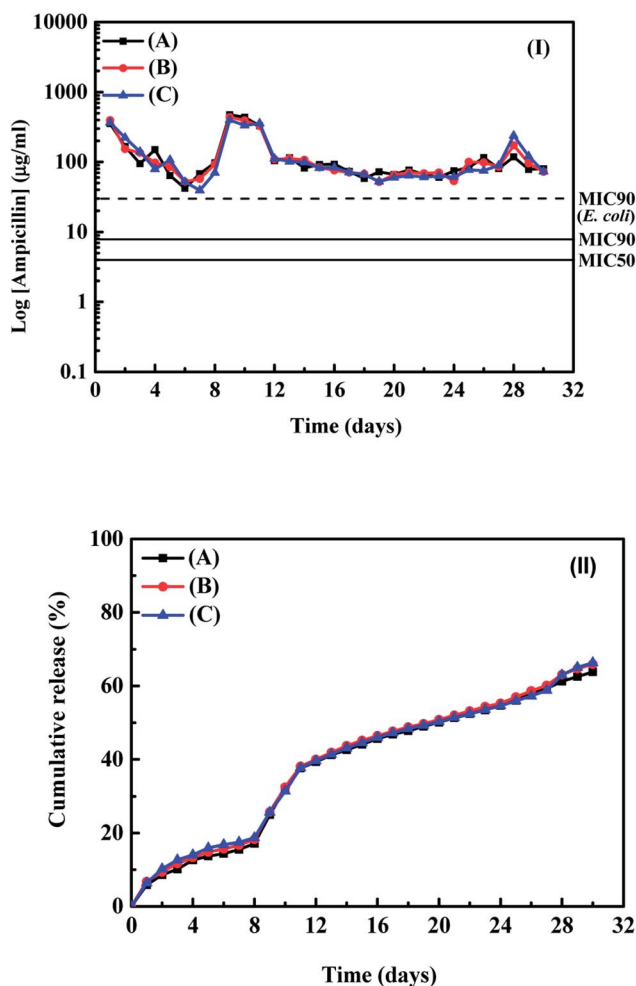 10000
(A)
(B)
(C)
(I)
1000
100
10
1
0.1
Log [Ampicillin] (µg/ml)
MIC90
(E. coli)
MIC90
MIC50
0 4 8 12 16 20 24 28 32
Time (days)
100
(A)
(B)
(C)
(II)
80
60
40
20
0
Cumulative release (%)
0 4 8 12 16 20 24 28 32
Time (days)